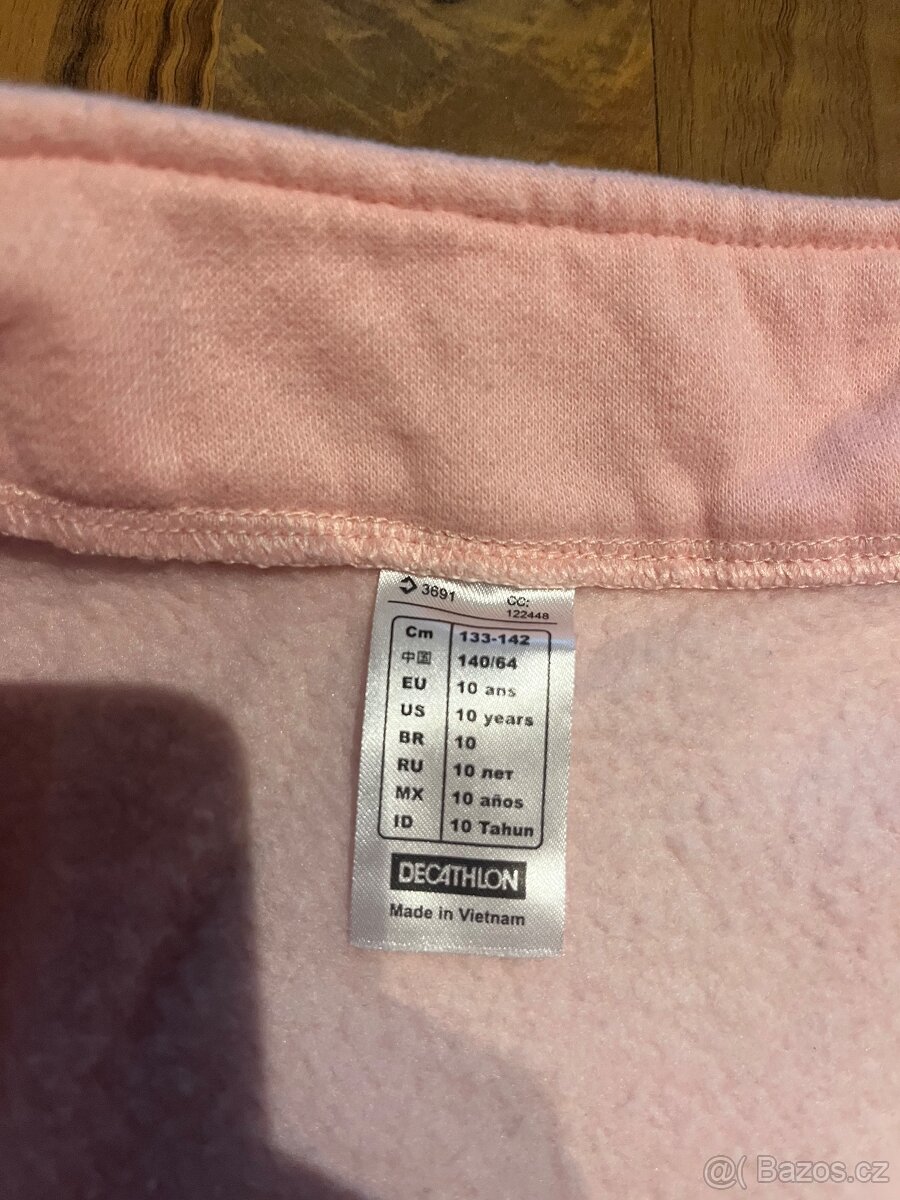 3691 CC:
122448
Cm 133-142
中国 140/64
EU 10 ans
US 10 years
BR 10
RU 10 лет
MX 10 años
ID 10 Tahun
DECATHLON
Made in Vietnam
@( Bazos.cz